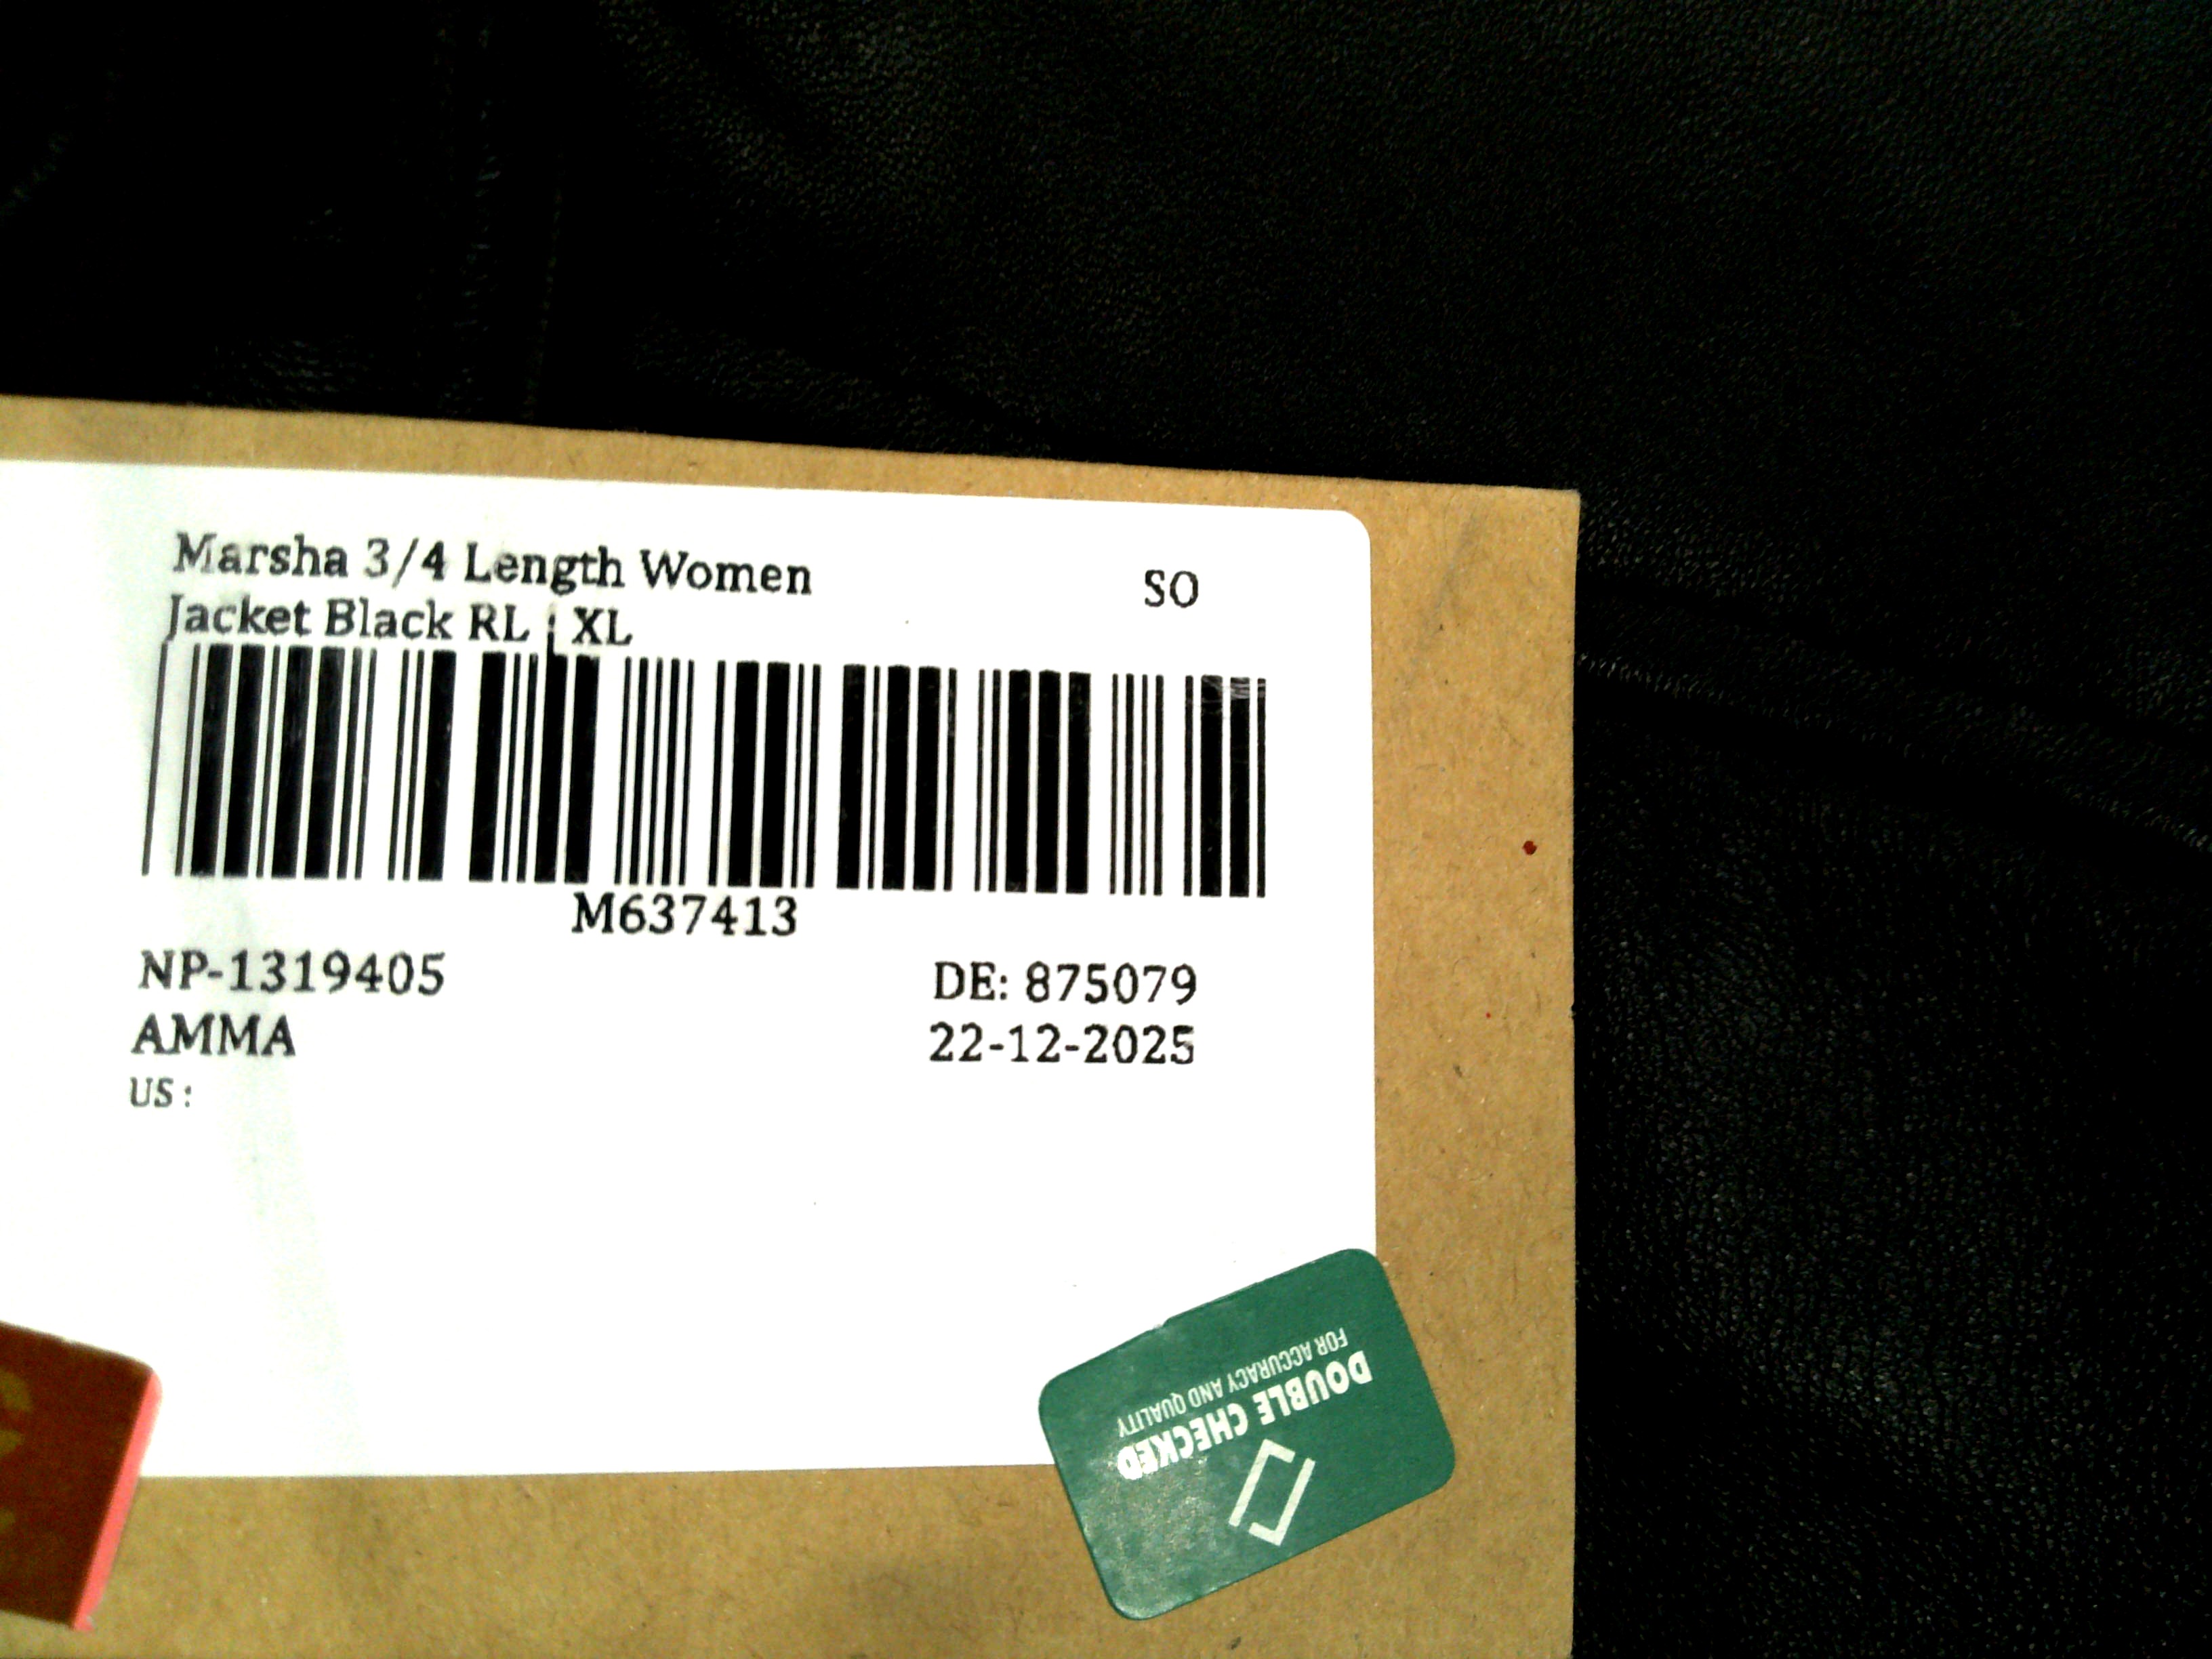 Marsha 3/4 Length Women
Jacket Black RL | XL
SO
M637413
NP-1319405
DE: 875079
AMMA
22-12-2025
US :
DOUBLE CHECKED
FOR ACCURACY AND QUALITY